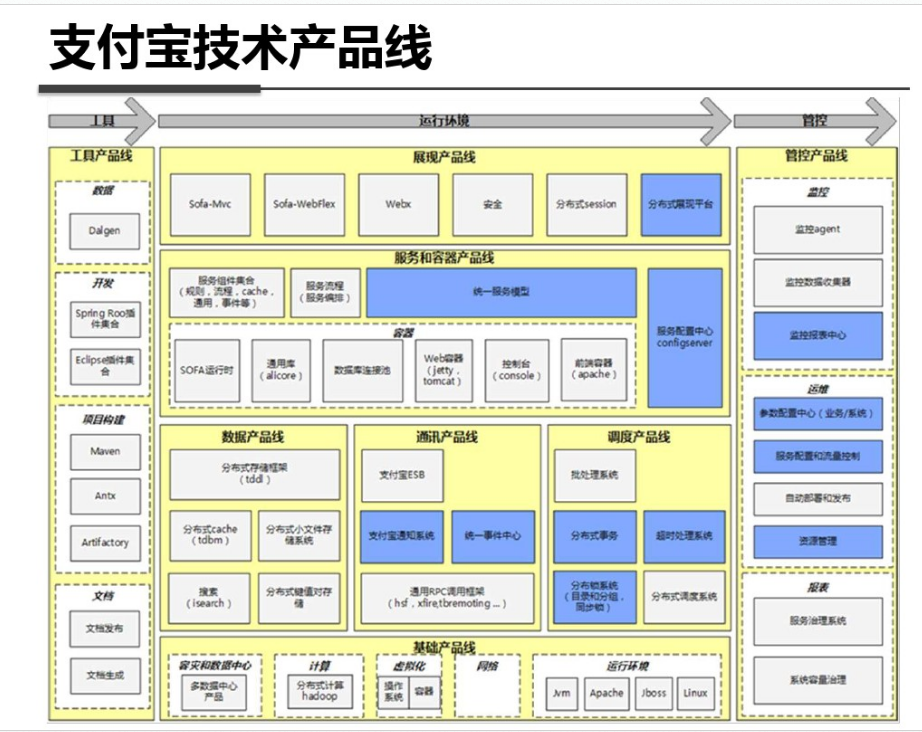 支付宝技术产品线
工具
运行环境
管控
工具产品线
数据
Dalgen
开发
Spring Roo插
件集合
Eclipse插件集
合
项目构建
Maven
Antx
Artifactory
文档
文档发布
文档生成
展现产品线
Sofa-Mvc
Sofa-WebFlex
Webx
安全
分布式session
分布式展现平台
服务和容器产品线
服务组件集合
（规则，流程，cache，
通用，事件等）
服务流程
（服务编排）
统一服务模型
服务配置中心
configserver
容器
SOFA运行时
通用库
（alicore）
数据库连接池
Web容器
（jetty，
tomcat）
控制台
（console）
前端容器
（apache）
数据产品线
分布式存储框架
（tddl）
分布式cache
（tdbm）
分布式小文件存
储系统
搜素
（isearch）
分布式键值对存
储
通讯产品线
支付宝ESB
支付宝通知系统
统一事件中心
通用RPC调用框架
（hsf，xfire,tbremoting ...）
调度产品线
批处理系统
分布式事务
超时处理系统
分布锁系统
（目录和分组，
同步锁）
分布式调度系统
基础产品线
容灾和数据中心
多数据中心
产品
计算
分布式计算
hadoop
虚拟化
操作
系统
容器
网络
运行环境
Jvm
Apache
Jboss
Linux
管控产品线
监控
监控agent
监控数据收集器
监控报表中心
运维
参数配置中心（业务/系统）
服务配置和流量控制
自动部署和发布
资源管理
报表
服务治理系统
系统容量治理